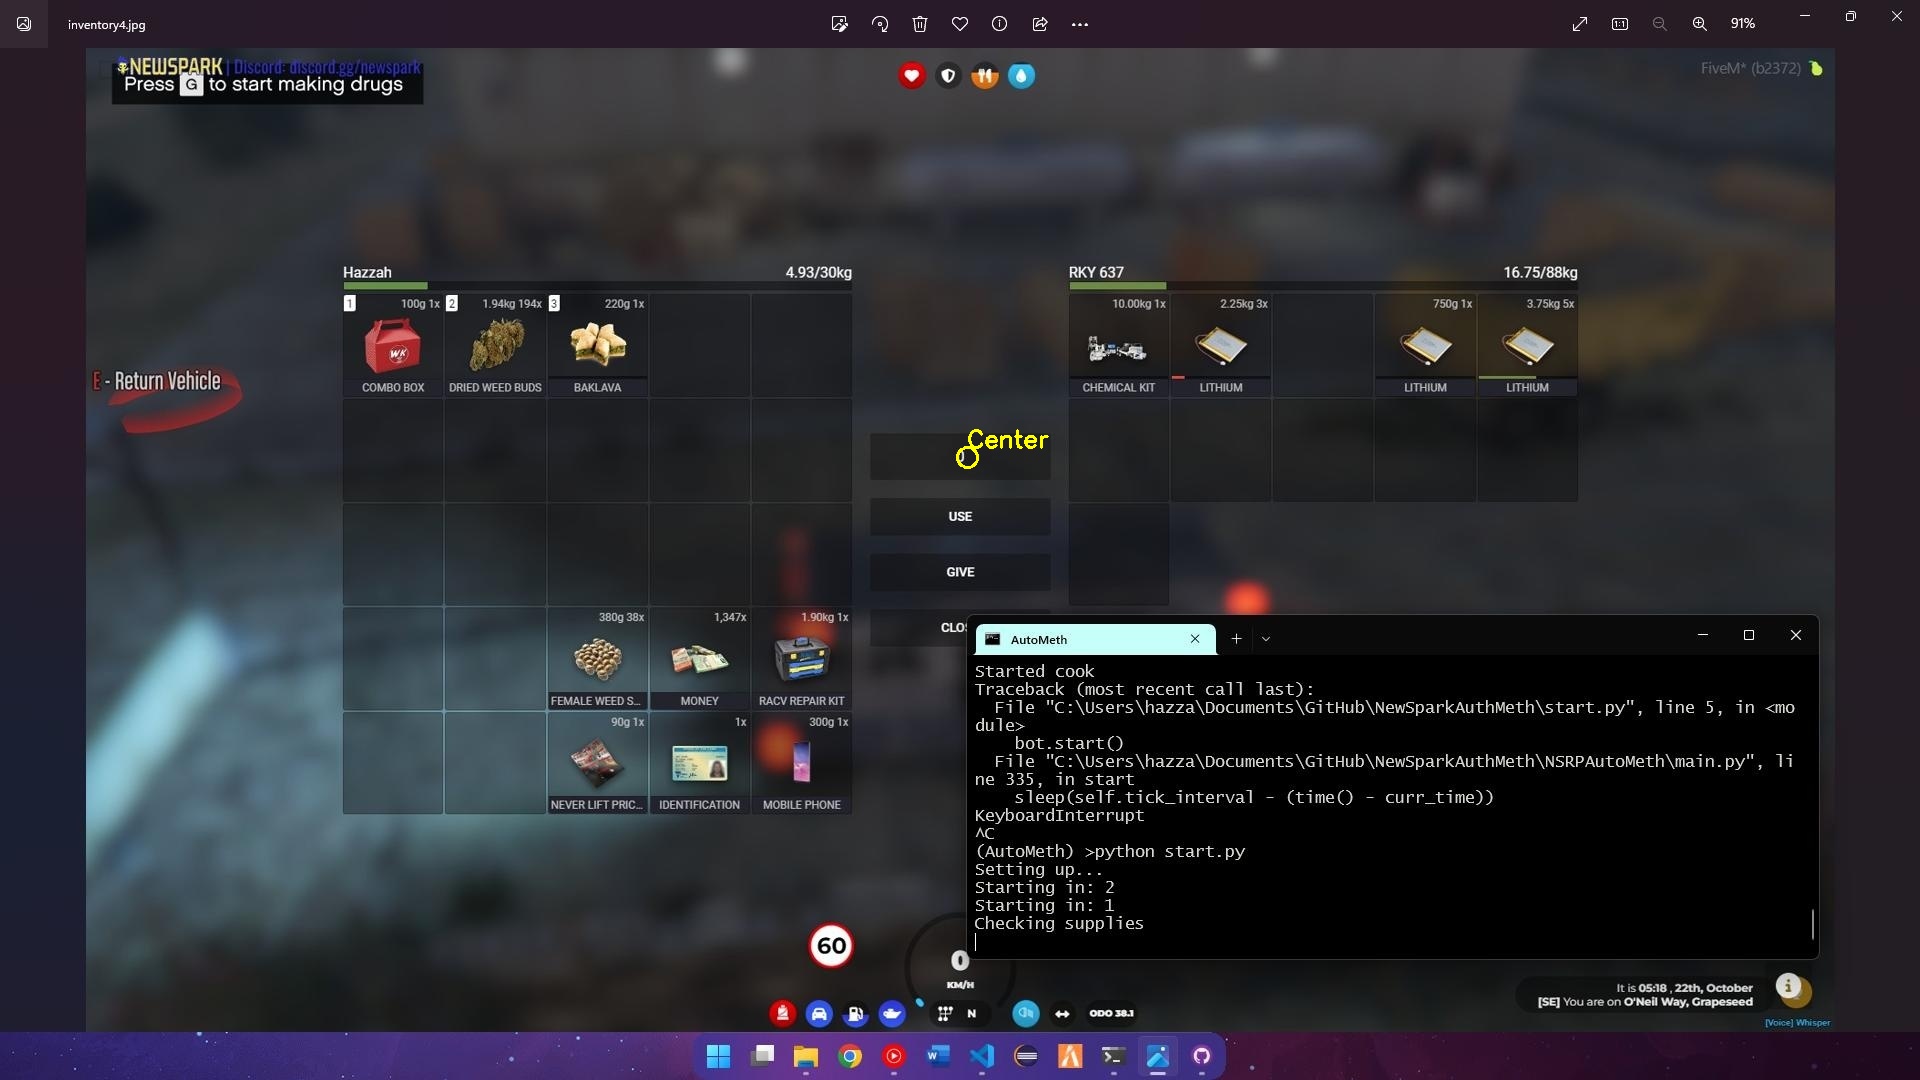 inventory4.jpg
91%
NEWSPARK | Discord: discord.gg/newspark
Press G to start making drugs
FiveM* (b2372)
Hazzah
4.93/30kg
RKY 637
16.75/88kg
1 100g 1x
2 1.94kg 194x
3 220g 1x
10.00kg 1x
2.25kg 3x
750g 1x
3.75kg 5x
WK
COMBO BOX
DRIED WEED BUDS
BAKLAVA
CHEMICAL KIT
LITHIUM
LITHIUM
LITHIUM
E - Return Vehicle
Center
USE
GIVE
CLOS
380g 38x
1,347x
1.90kg 1x
FEMALE WEED S...
MONEY
RACV REPAIR KIT
90g 1x
1x
300g 1x
NEVER LIFT PRIC...
IDENTIFICATION
MOBILE PHONE
AutoMeth
Started cook
Traceback (most recent call last):
File "C:\Users\hazza\Documents\GitHub\NewSparkAuthMeth\start.py", line 5, in <mo
dule>
bot.start()
File "C:\Users\hazza\Documents\GitHub\NewSparkAuthMeth\NSRPAutoMeth\main.py", li
ne 335, in start
sleep(self.tick_interval - (time() - curr_time))
KeyboardInterrupt
^C
(AutoMeth) >python start.py
Setting up...
Starting in: 2
Starting in: 1
Checking supplies
60
0
KM/H
N
ODO 38.1
It is 05:18 , 22th, October
[SE] You are on O'Neil Way, Grapeseed
[Voice] Whisper